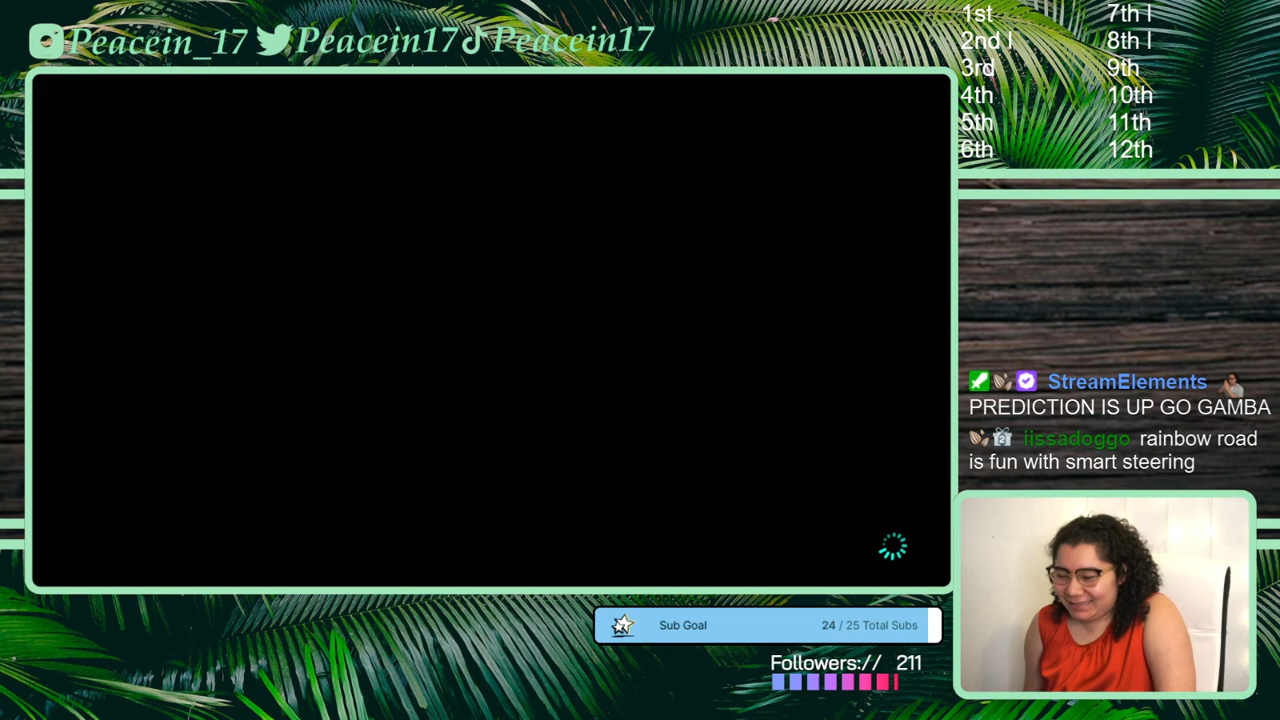 Peacein_17 Peacein17 Peacein17
1st
2nd l
3rd
4th
5th
6th
7th l
8th l
9th
10th
11th
12th
StreamElements
PREDICTION IS UP GO GAMBA
2 iissadoggo rainbow road
is fun with smart steering
Sub Goal 24 / 25 Total Subs
Followers:// 211